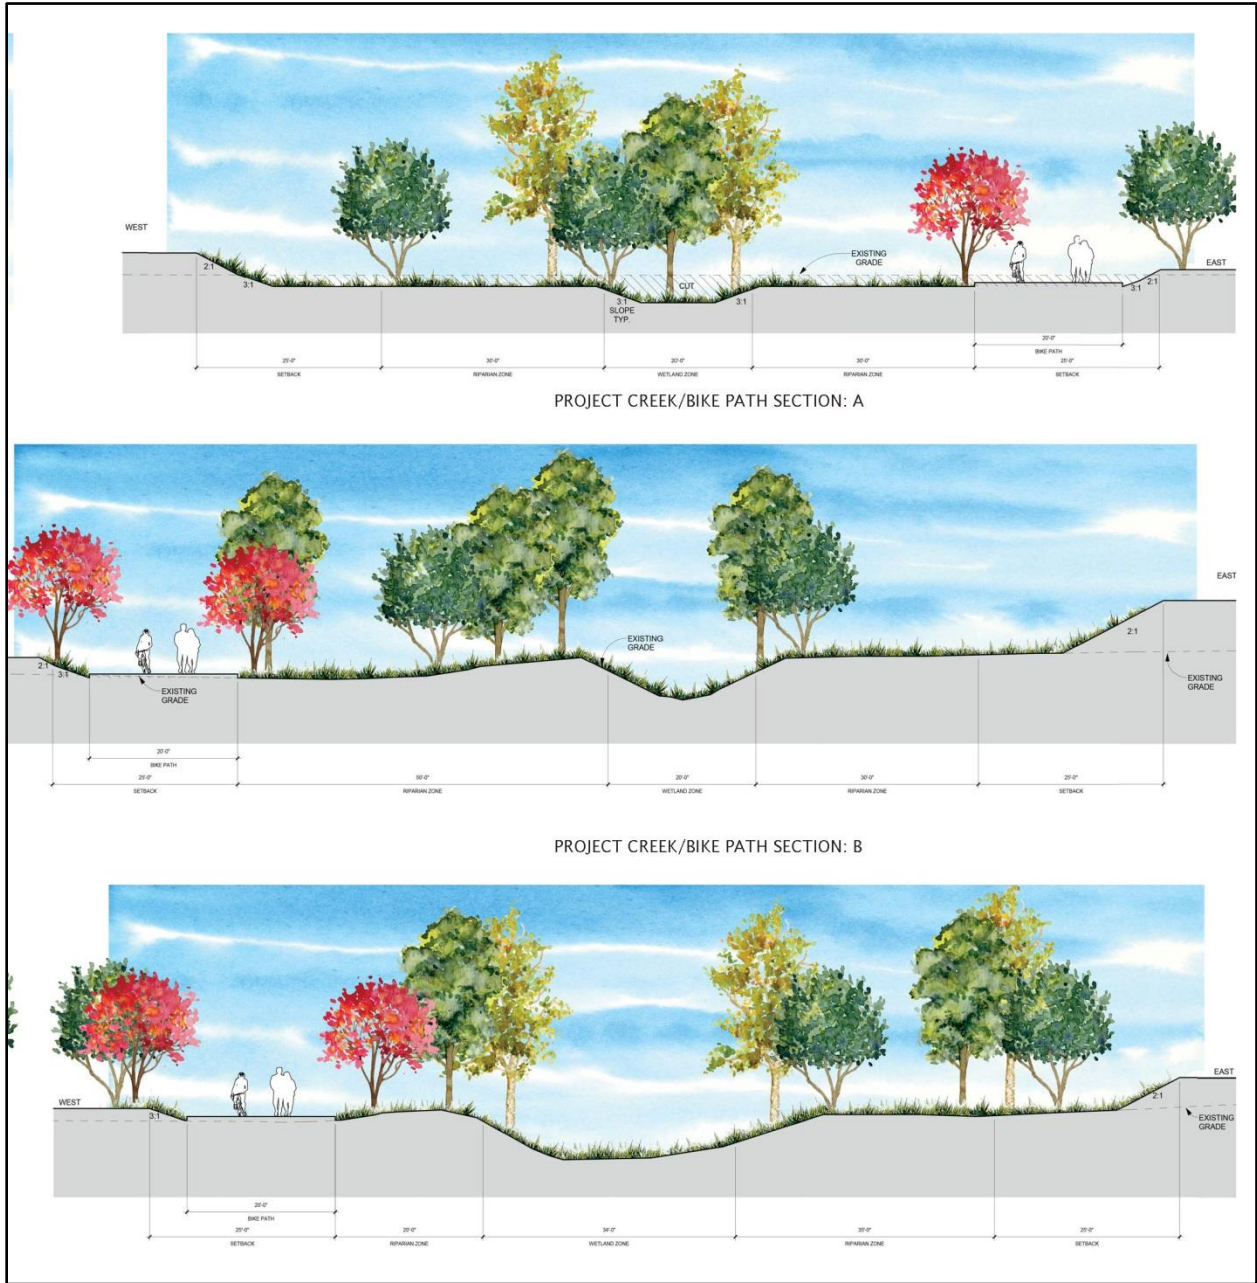 WEST
2:1
3:1
3:1
SLOPE
TYP.
CUT
3:1
EXISTING
GRADE
3:1
2:1
EAST
20'-0"
BIKE PATH
25'-0"
SETBACK
30'-0"
RIPARIAN ZONE
20'-0"
WETLAND ZONE
30'-0"
RIPARIAN ZONE
25'-0"
SETBACK
PROJECT CREEK/BIKE PATH SECTION: A
2:1
3:1
EXISTING
GRADE
EXISTING
GRADE
2:1
EAST
EXISTING
GRADE
20'-0"
BIKE PATH
25'-0"
SETBACK
50'-0"
RIPARIAN ZONE
20'-0"
WETLAND ZONE
30'-0"
RIPARIAN ZONE
25'-0"
SETBACK
PROJECT CREEK/BIKE PATH SECTION: B
WEST
3:1
2:1
EAST
EXISTING
GRADE
20'-0"
BIKE PATH
25'-0"
SETBACK
20'-0"
RIPARIAN ZONE
34'-0"
WETLAND ZONE
35'-0"
RIPARIAN ZONE
25'-0"
SETBACK